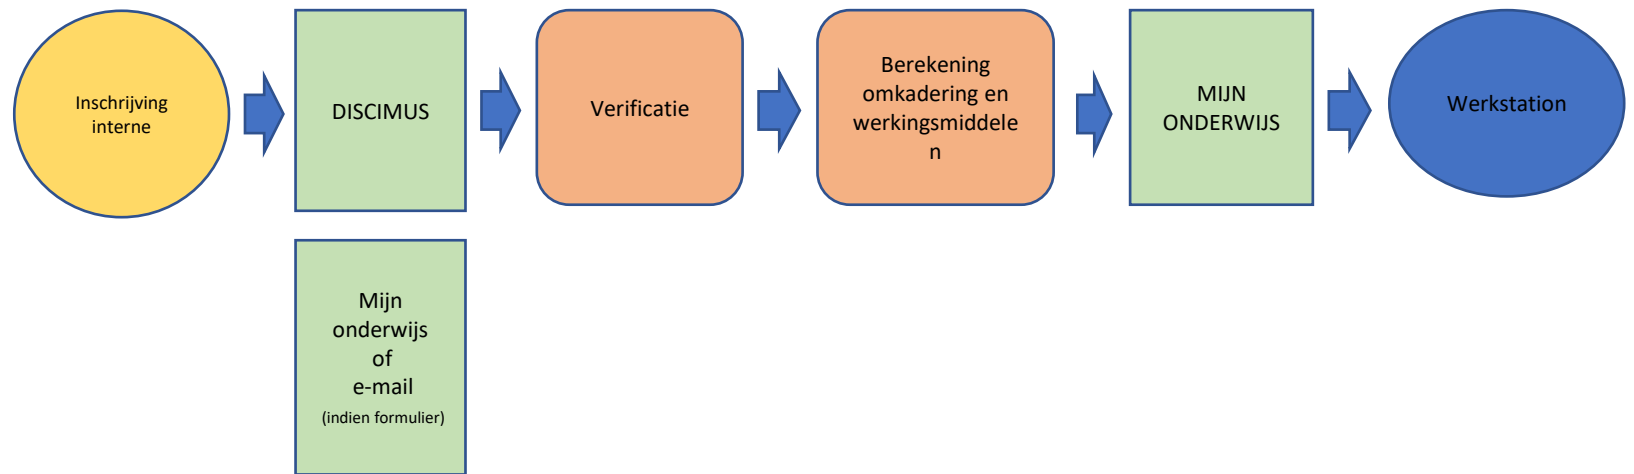 Inschrijving
interne
DISCIMUS
Verificatie
Berekening
omkadering en
werkingsmiddele
n
MIJN
ONDERWIJS
Werkstation
Mijn
onderwijs
of
e-mail
(indien formulier)